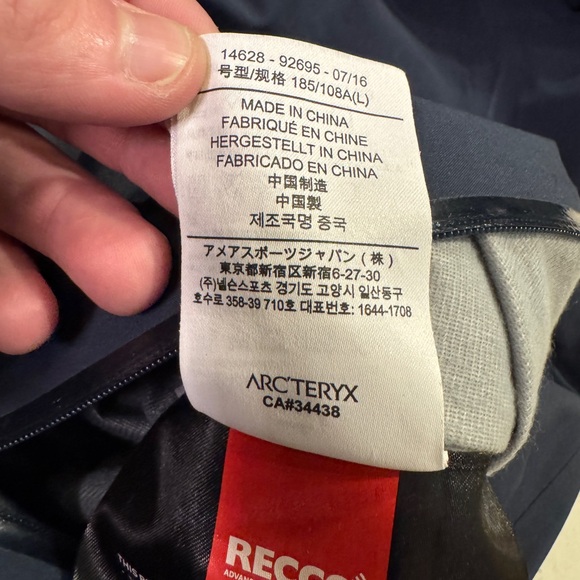 14628 - 92695 - 07/16
号型/规格 185/108A(L)
MADE IN CHINA
FABRIQUÉ EN CHINE
HERGESTELLT IN CHINA
FABRICADO EN CHINA
中国制造
中国製
제조국명 중국
アメアスポーツジャパン (株)
東京都新宿区新宿6-27-30
(주)넬슨스포츠 경기도 고양시 일산동구
호수로 358-39 710호 대표번호: 1644-1708
ARC'TERYX
CA#34438
RECCO
THIS